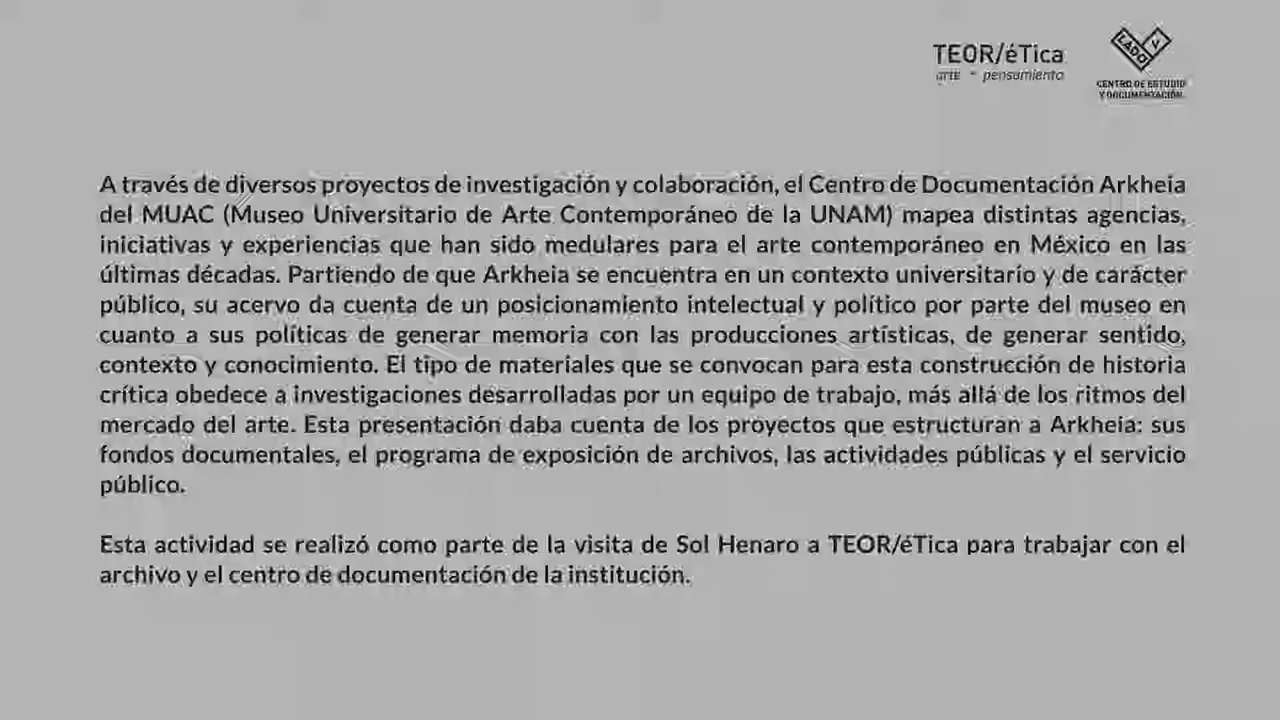 TEOR/éTica
arte + pensamiento
LADO V
CENTRO DE ESTUDIO
Y DOCUMENTACIÓN
A través de diversos proyectos de investigación y colaboración, el Centro de Documentación Arkheia
del MUAC (Museo Universitario de Arte Contemporáneo de la UNAM) mapea distintas agencias,
iniciativas y experiencias que han sido medulares para el arte contemporáneo en México en las
últimas décadas. Partiendo de que Arkheia se encuentra en un contexto universitario y de carácter
público, su acervo da cuenta de un posicionamiento intelectual y político por parte del museo en
cuanto a sus políticas de generar memoria con las producciones artísticas, de generar sentido,
contexto y conocimiento. El tipo de materiales que se convocan para esta construcción de historia
crítica obedece a investigaciones desarrolladas por un equipo de trabajo, más allá de los ritmos del
mercado del arte. Esta presentación daba cuenta de los proyectos que estructuran a Arkheia: sus
fondos documentales, el programa de exposición de archivos, las actividades públicas y el servicio
público.
Esta actividad se realizó como parte de la visita de Sol Henaro a TEOR/éTica para trabajar con el
archivo y el centro de documentación de la institución.